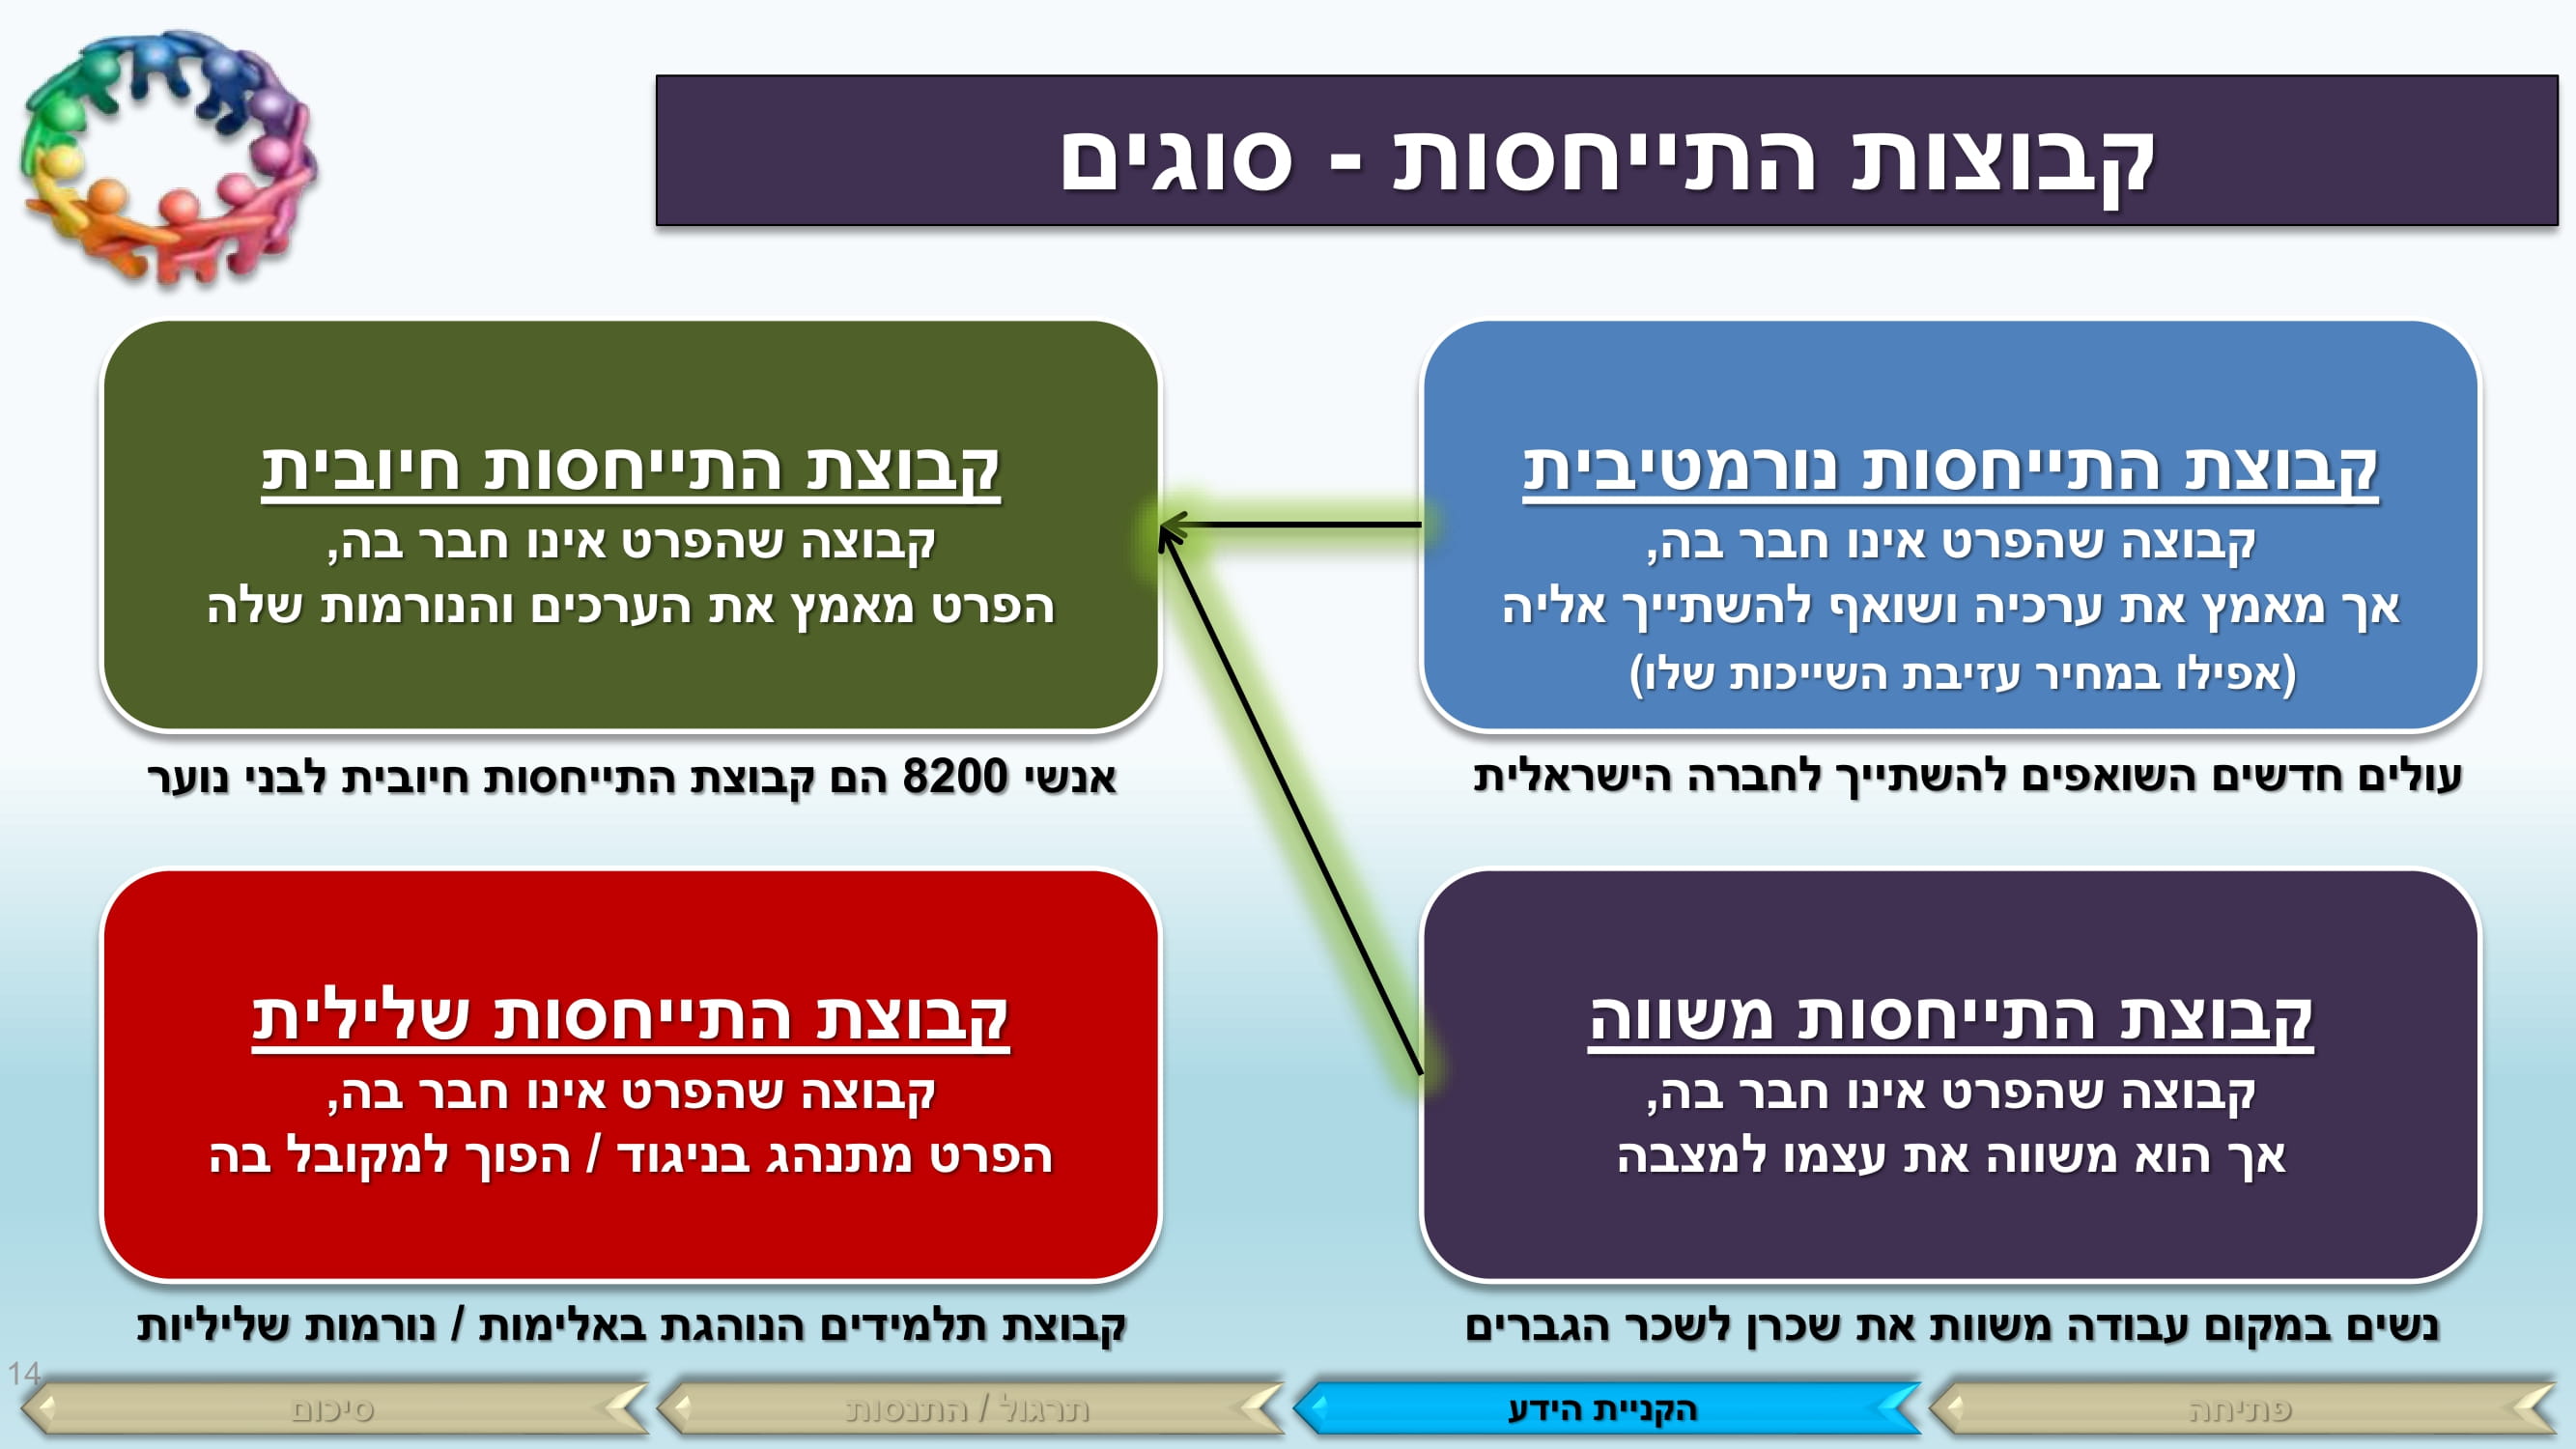 קבוצות התייחסות - סוגים
קבוצת התייחסות נורמטיבית
קבוצה שהפרט אינו חבר בה,
אך מאמץ את ערכיה ושואף להשתייך אליה
(אפילו במחיר עזיבת השייכות שלו)
עולים חדשים השואפים להשתייך לחברה הישראלית
קבוצת התייחסות חיובית
קבוצה שהפרט אינו חבר בה,
הפרט מאמץ את הערכים והנורמות שלה
אנשי 8200 הם קבוצת התייחסות חיובית לבני נוער
קבוצת התייחסות משווה
קבוצה שהפרט אינו חבר בה,
אך הוא משווה את עצמו למצבה
נשים במקום עבודה משוות את שכרן לשכר הגברים
קבוצת התייחסות שלילית
קבוצה שהפרט אינו חבר בה,
הפרט מתנהג בניגוד / הפוך למקובל בה
קבוצת תלמידים הנוהגת באלימות / נורמות שליליות
פתיחה
הקניית הידע
תרגול / התנסות
סיכום
14